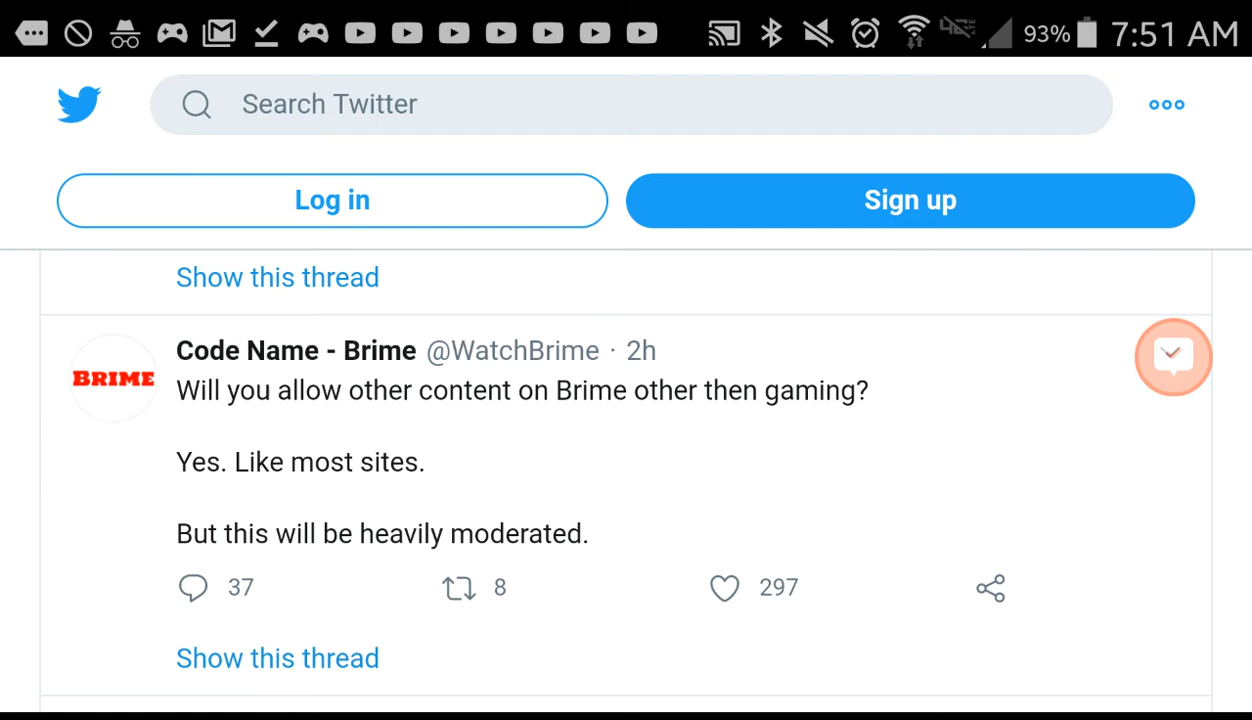 93% 7:51 AM
Search Twitter
Log in
Sign up
Show this thread
Code Name - Brime @WatchBrime · 2h
BRIME
Will you allow other content on Brime other then gaming?
Yes. Like most sites.
But this will be heavily moderated.
37 8 297
Show this thread